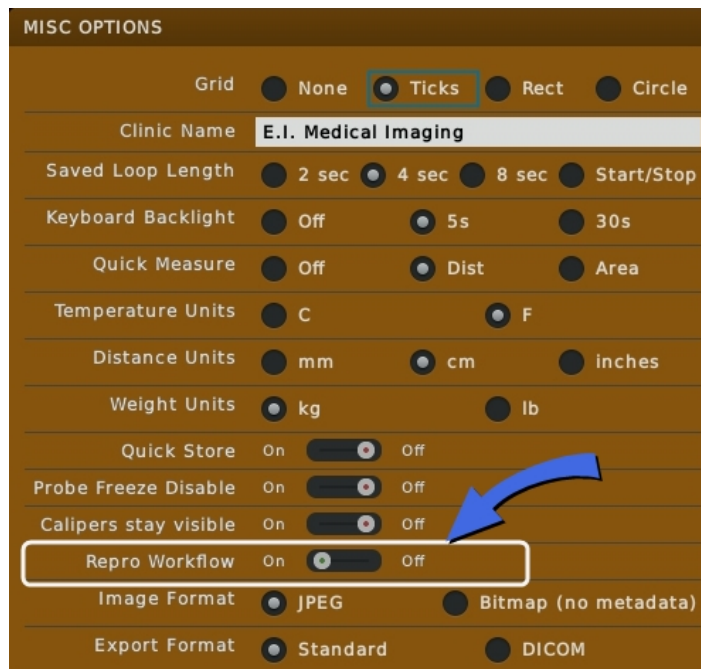 MISC OPTIONS
Grid None Ticks Rect Circle
Clinic Name E.I. Medical Imaging
Saved Loop Length 2 sec 4 sec 8 sec Start/Stop
Keyboard Backlight Off 5s 30s
Quick Measure Off Dist Area
Temperature Units C F
Distance Units mm cm inches
Weight Units kg lb
Quick Store On Off
Probe Freeze Disable On Off
Calipers stay visible On Off
Repro Workflow On Off
Image Format JPEG Bitmap (no metadata)
Export Format Standard DICOM